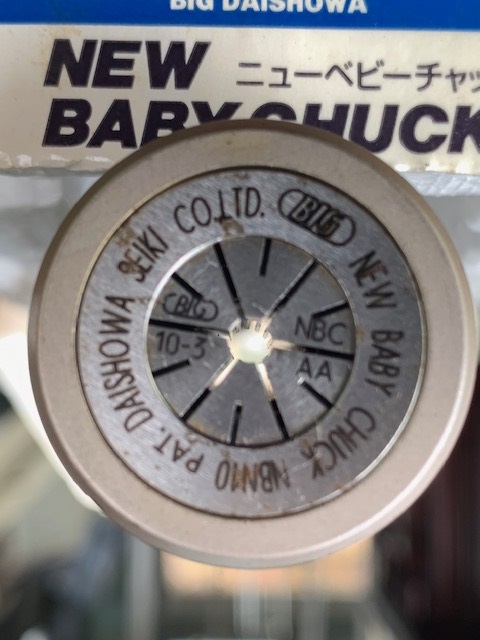 BIG DAISHOWA
NEW ニューベビーチャッ
BABY CHUCK
BIG NEW BABY CHUCK NBN10 PAT. DAISHOWA SEIKI CO.,LTD.
BIG
10-3
NBC
AA